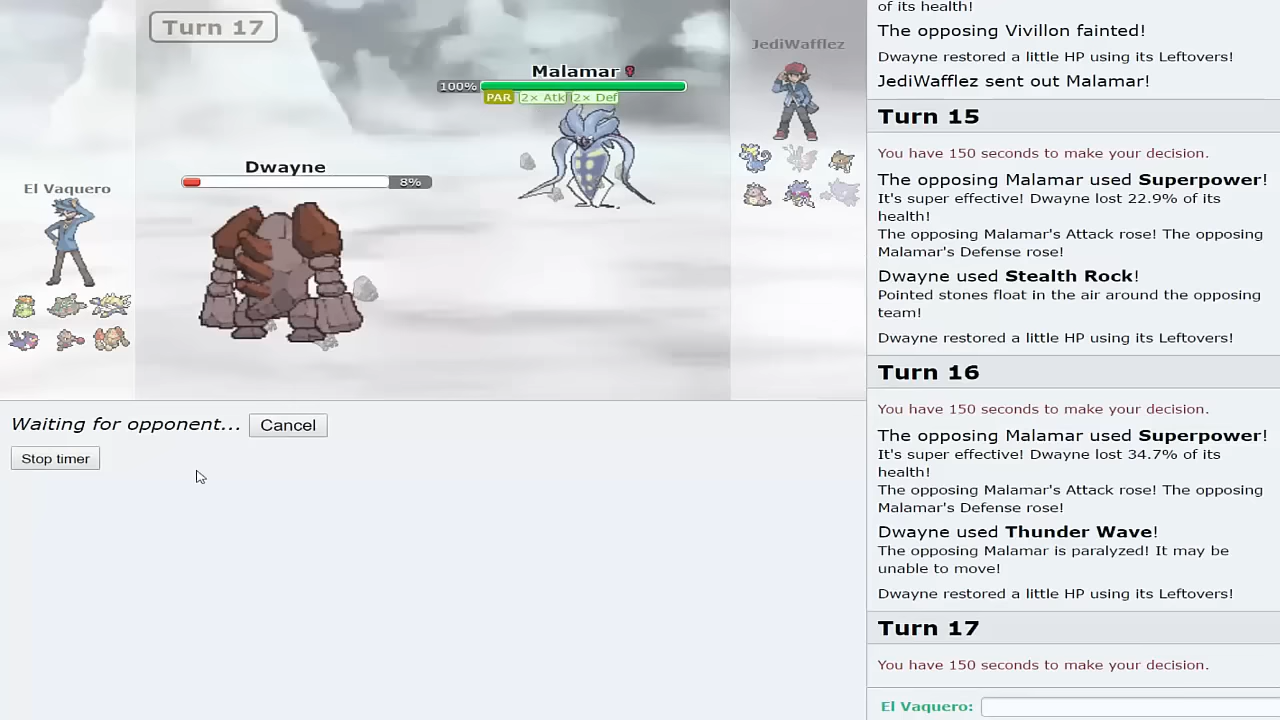 Turn 17
JediWafflez
Malamar
100%
PAR 2× Atk 2× Def
Dwayne
8%
El Vaquero
Waiting for opponent... Cancel
Stop timer
of its health!
The opposing Vivillon fainted!
Dwayne restored a little HP using its Leftovers!
JediWafflez sent out Malamar!
Turn 15
You have 150 seconds to make your decision.
The opposing Malamar used Superpower!
It's super effective! Dwayne lost 22.9% of its
health!
The opposing Malamar's Attack rose! The opposing
Malamar's Defense rose!
Dwayne used Stealth Rock!
Pointed stones float in the air around the opposing
team!
Dwayne restored a little HP using its Leftovers!
Turn 16
You have 150 seconds to make your decision.
The opposing Malamar used Superpower!
It's super effective! Dwayne lost 34.7% of its
health!
The opposing Malamar's Attack rose! The opposing
Malamar's Defense rose!
Dwayne used Thunder Wave!
The opposing Malamar is paralyzed! It may be
unable to move!
Dwayne restored a little HP using its Leftovers!
Turn 17
You have 150 seconds to make your decision.
El Vaquero: